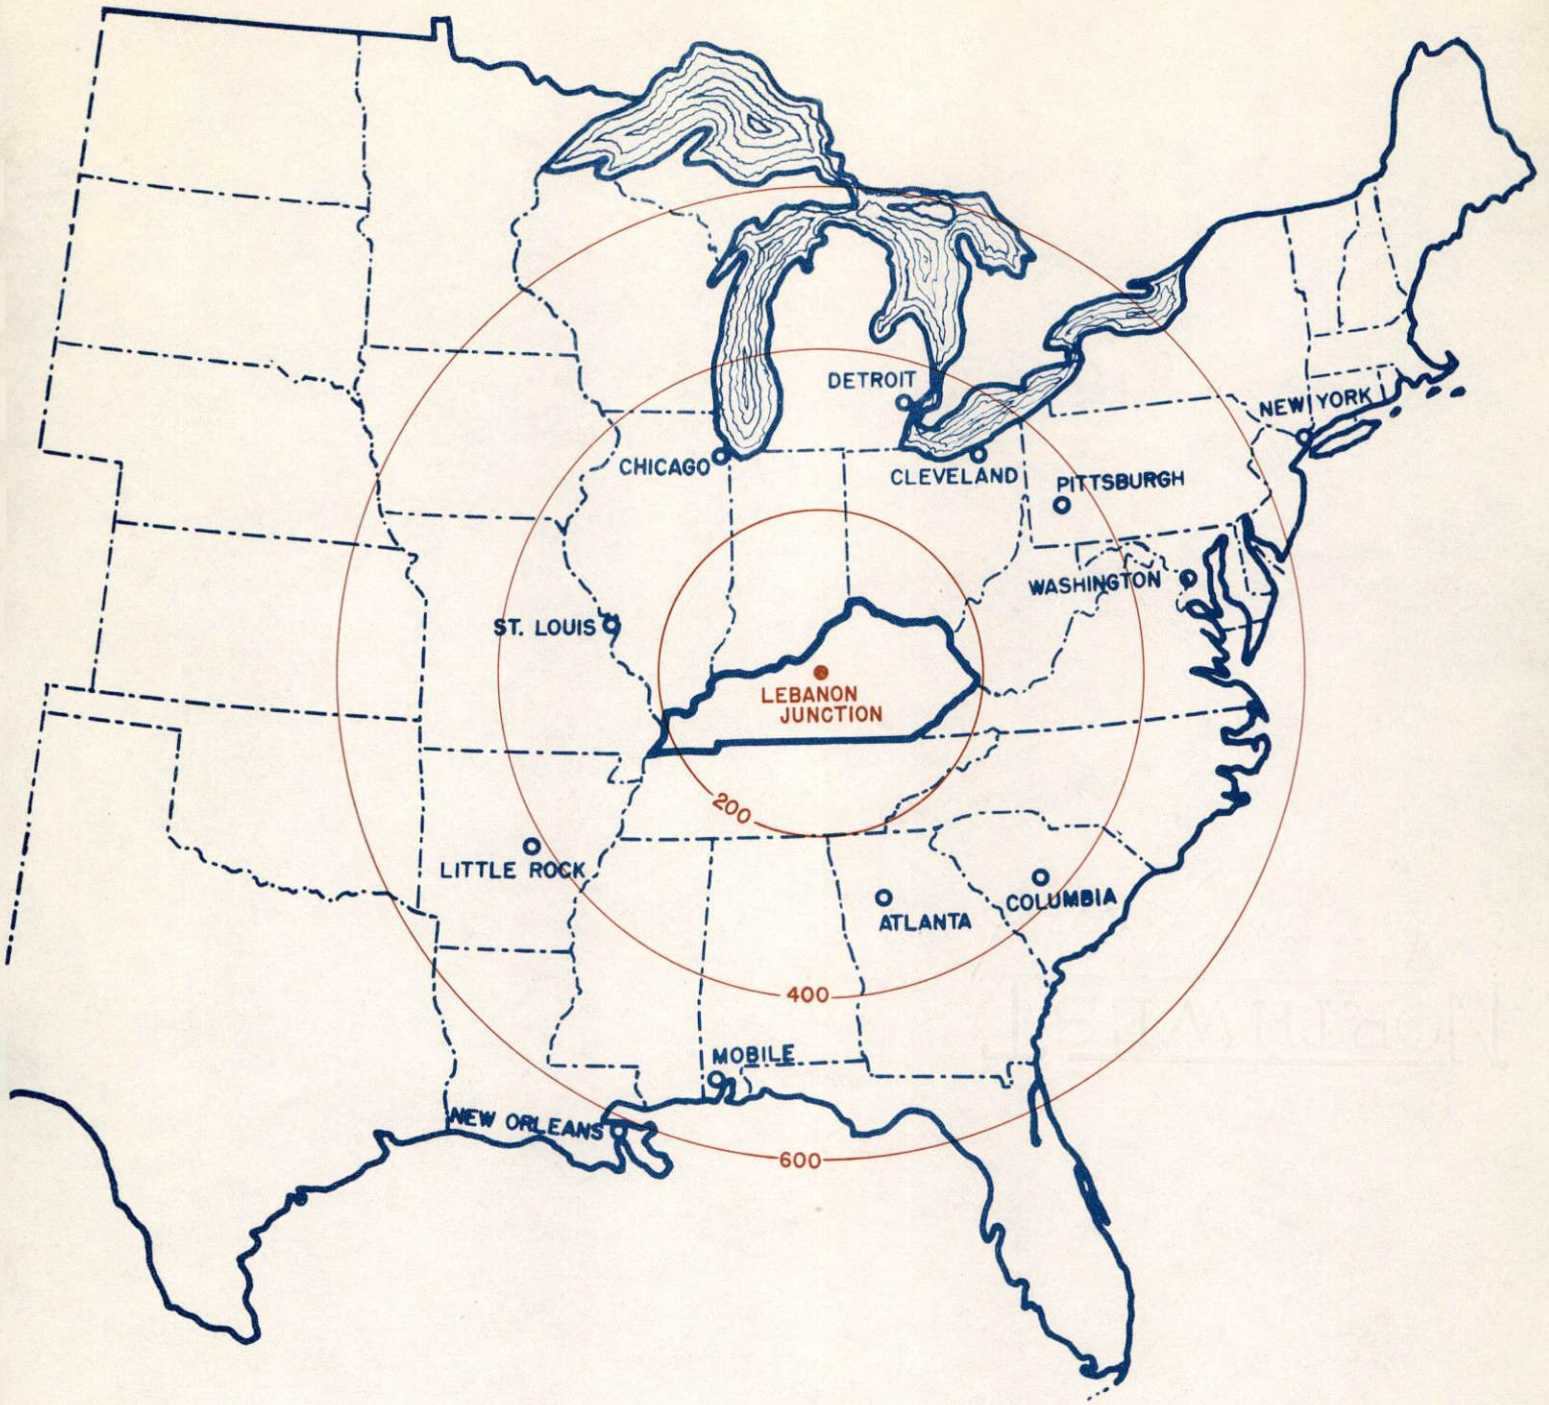 DETROIT
NEW YORK
CHICAGO
CLEVELAND
PITTSBURGH
WASHINGTON
ST. LOUIS
LEBANON
JUNCTION
200
LITTLE ROCK
COLUMBIA
ATLANTA
400
MOBILE
NEW ORLEANS
600